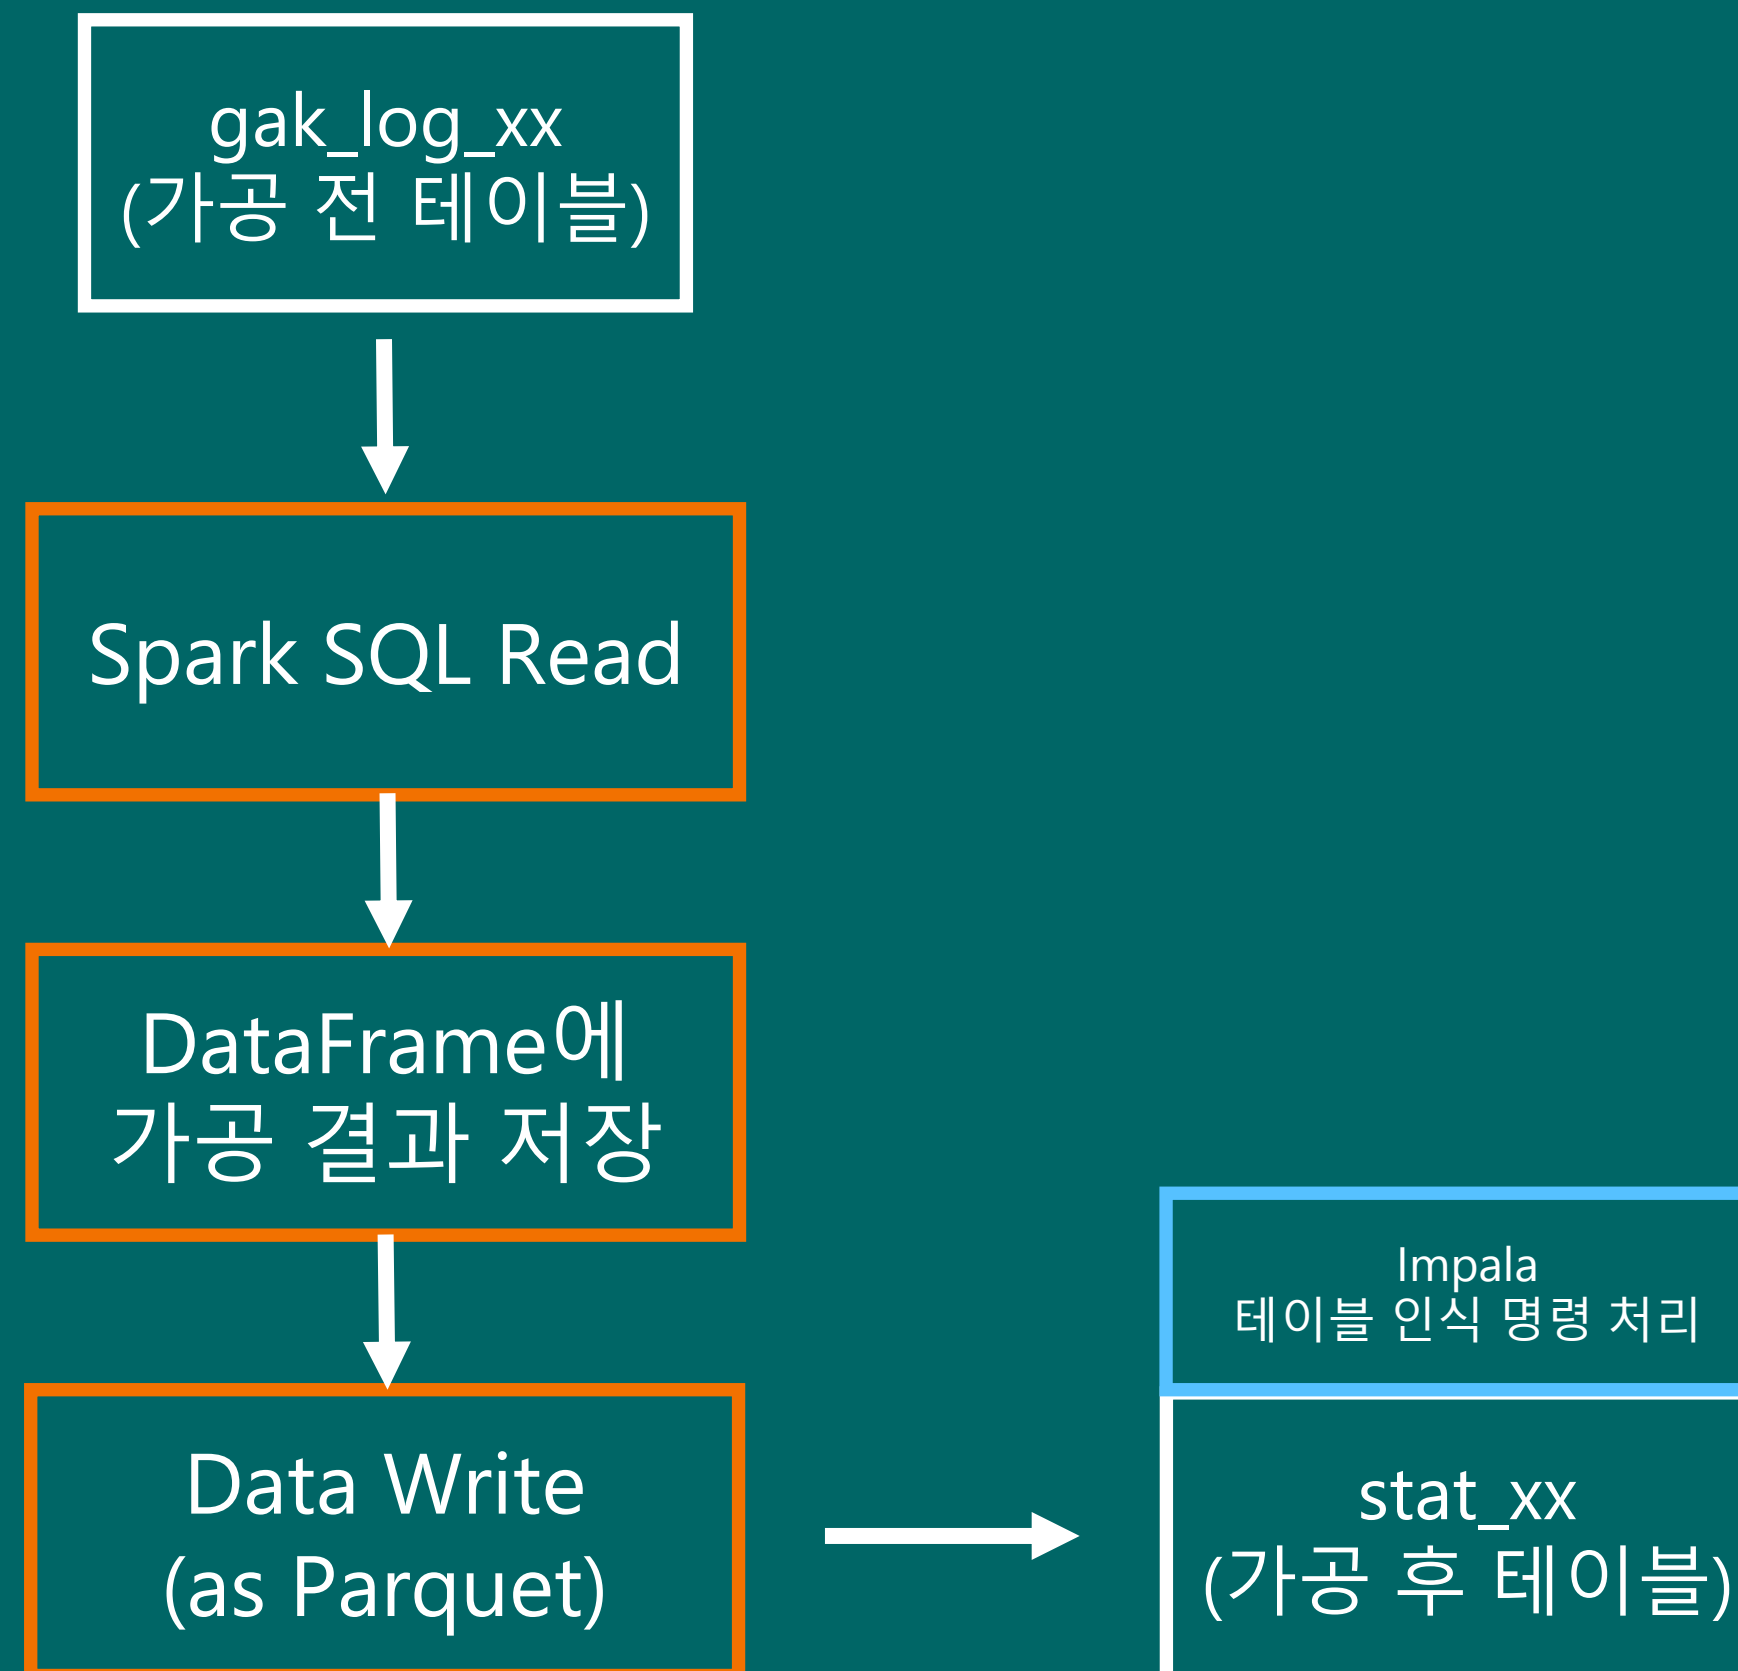 gak_log_xx
(가공 전 테이블)
Spark SQL Read
DataFrame에
가공 결과 저장
Data Write
(as Parquet)
Impala
테이블 인식 명령 처리
stat_xx
(가공 후 테이블)